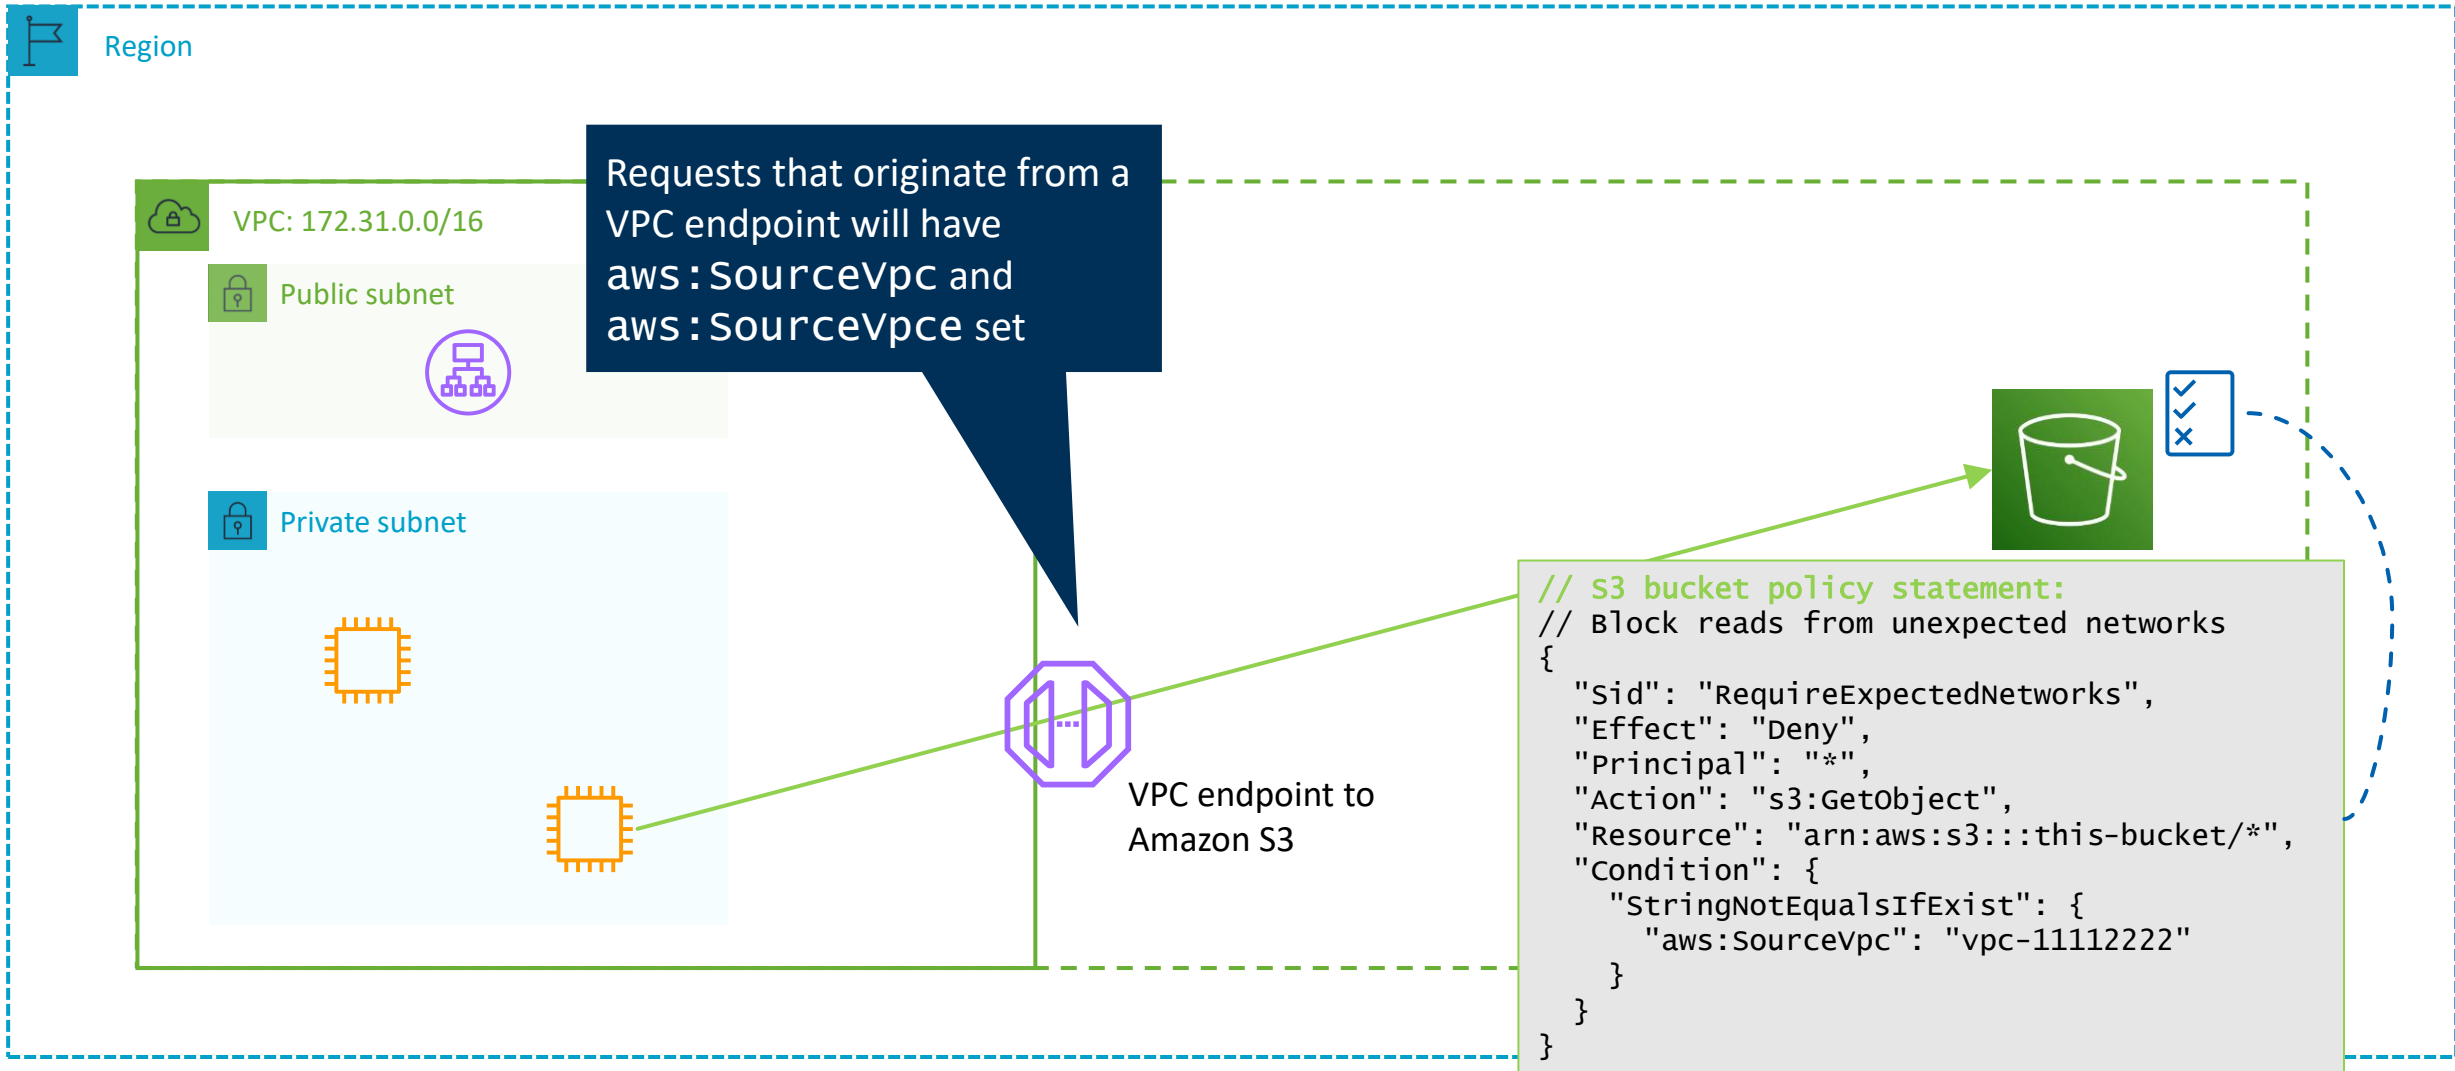 Region
VPC: 172.31.0.0/16
Public subnet
Requests that originate from a
VPC endpoint will have
aws:SourceVpc and
aws:SourceVpce set
Private subnet
VPC endpoint to
Amazon S3
// S3 bucket policy statement:
// Block reads from unexpected networks
{
  "Sid": "RequireExpectedNetworks",
  "Effect": "Deny",
  "Principal": "*",
  "Action": "s3:GetObject",
  "Resource": "arn:aws:s3:::this-bucket/*",
  "Condition": {
    "StringNotEqualsIfExist": {
      "aws:SourceVpc": "vpc-11112222"
    }
  }
}